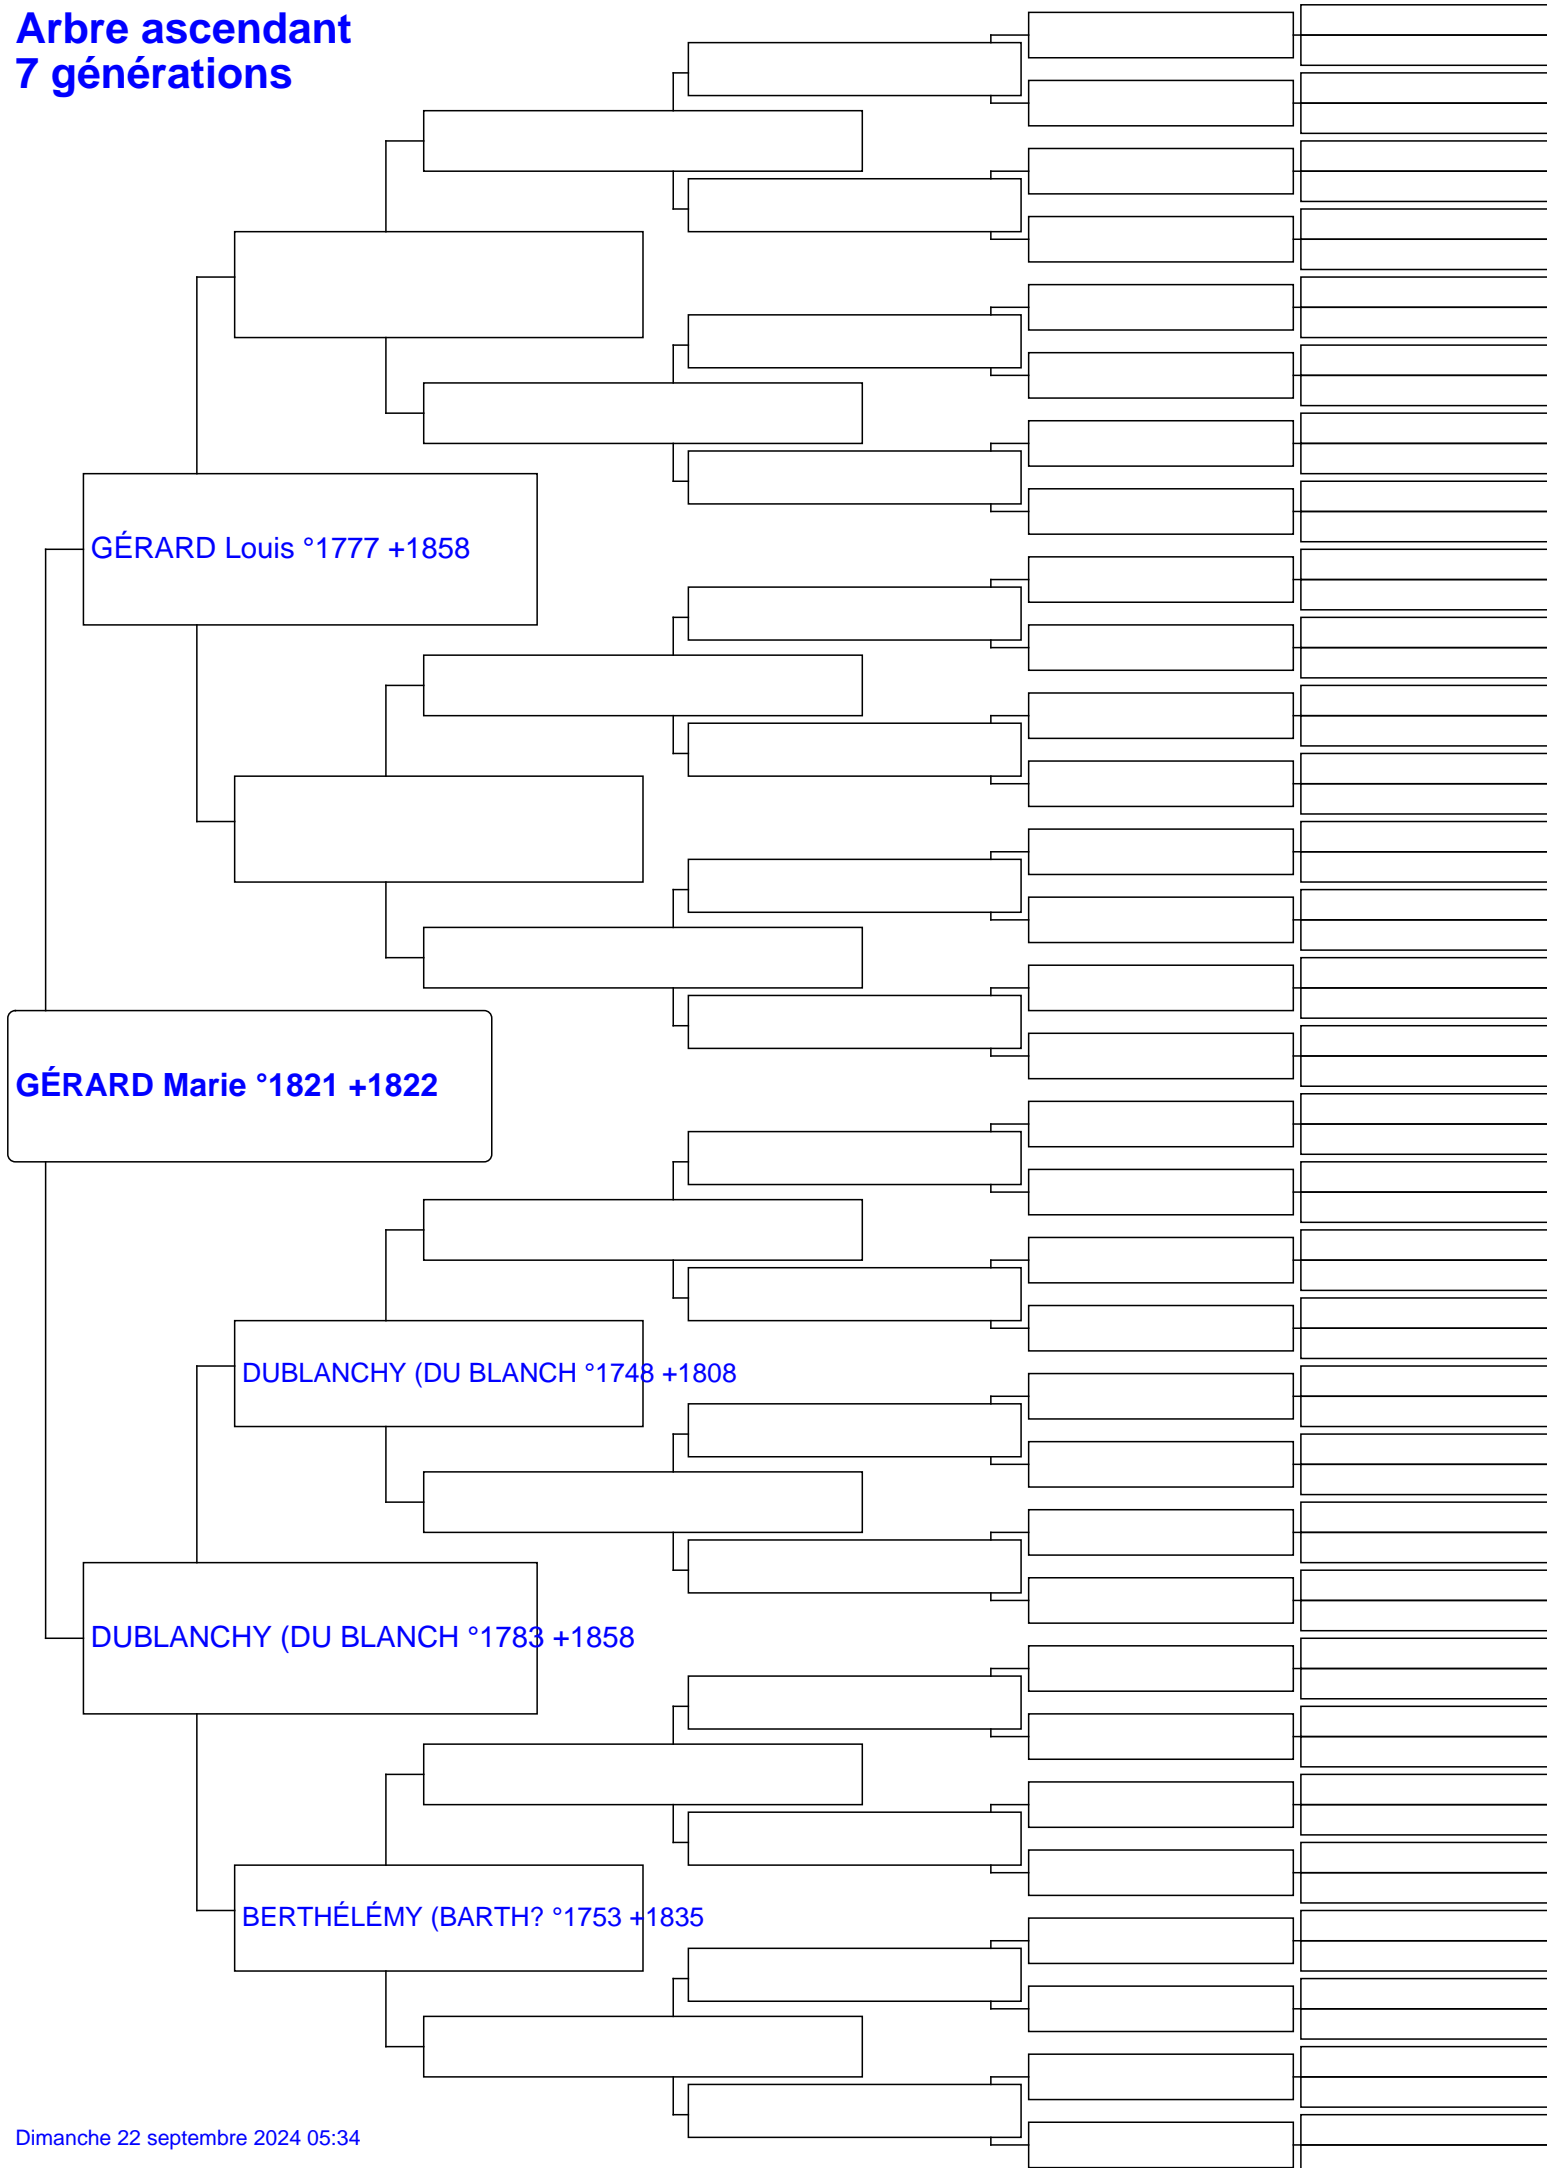 Arbre ascendant
7 générations
GÉRARD Louis °1777 +1858
GÉRARD Marie °1821 +1822
DUBLANCHY (DU BLANCH °1748 +1808
DUBLANCHY (DU BLANCH °1783 +1858
BERTHÉLÉMY (BARTH? °1753 +1835
Dimanche 22 septembre 2024 05:34